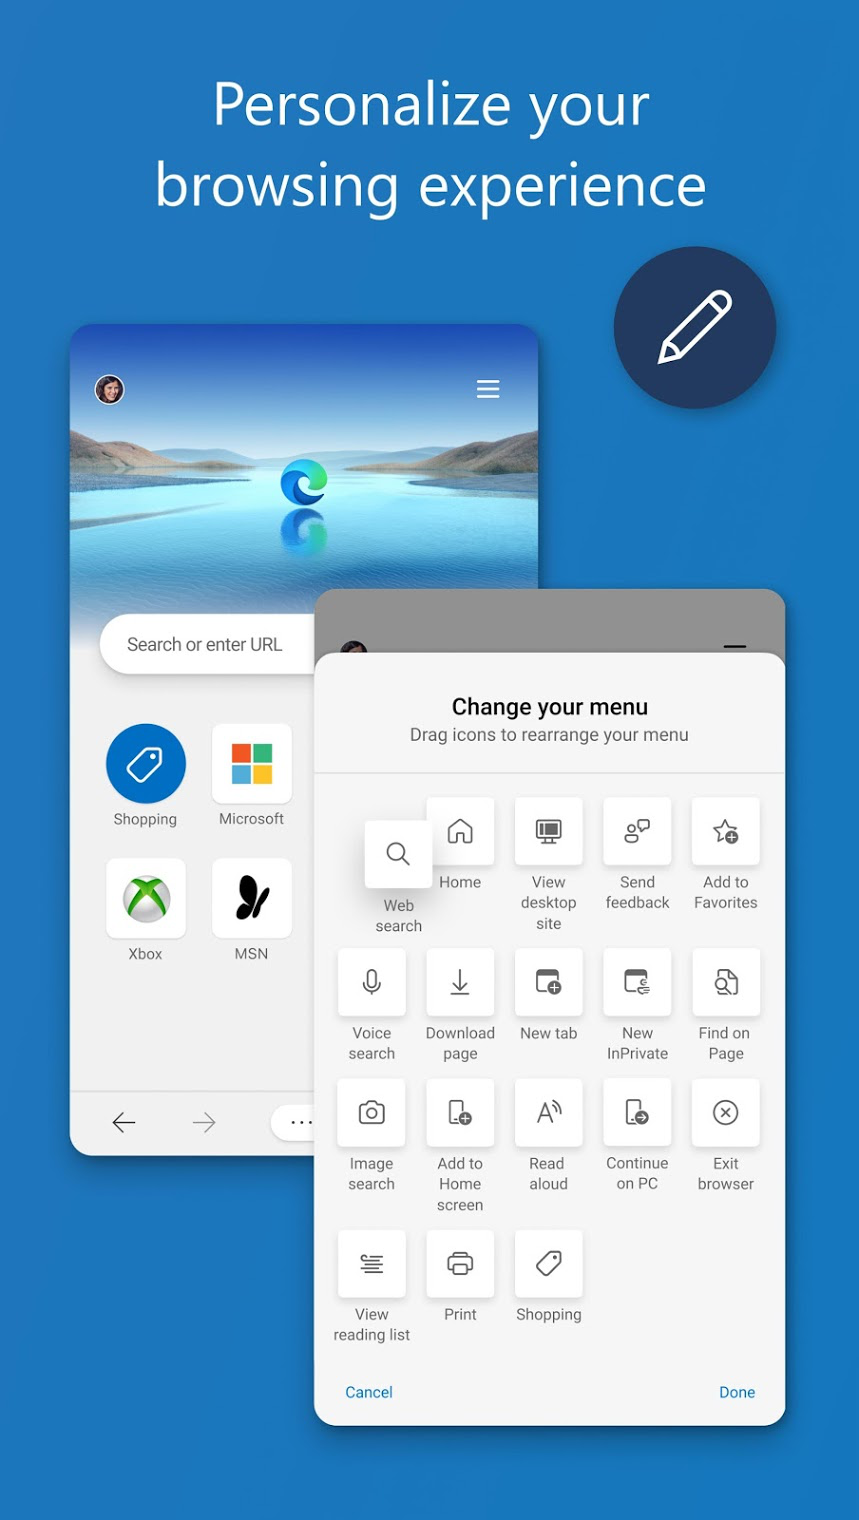 Personalize your
browsing experience
Search or enter URL
Shopping
Microsoft
Xbox
MSN
Change your menu
Drag icons to rearrange your menu
Web
search
Home
View
desktop
site
Send
feedback
Add to
Favorites
Voice
search
Download
page
New tab
New
InPrivate
Find on
Page
Image
search
Add to
Home
screen
Read
aloud
Continue
on PC
Exit
browser
View
reading list
Print
Shopping
Cancel
Done